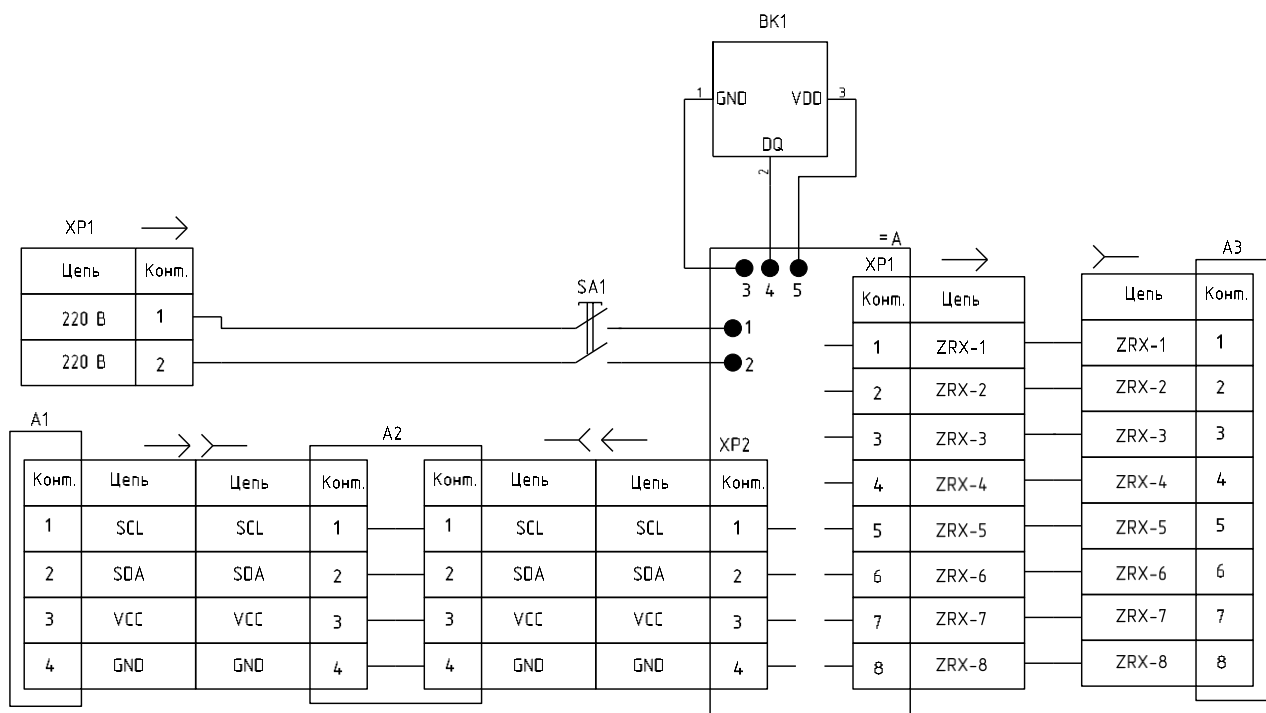 BK1
1 GND VDD 3
DQ
2
XP1
Цепь Конт.
220 В 1
220 В 2
SA1
= A
3 4 5
1
2
XP1
Конт. Цепь
1 ZRX-1
2 ZRX-2
3 ZRX-3
4 ZRX-4
5 ZRX-5
6 ZRX-6
7 ZRX-7
8 ZRX-8
A3
Цепь Конт.
ZRX-1 1
ZRX-2 2
ZRX-3 3
ZRX-4 4
ZRX-5 5
ZRX-6 6
ZRX-7 7
ZRX-8 8
A1
A2
XP2
Конт. Цепь Цепь Конт. Конт. Цепь Цепь Конт.
1 SCL SCL 1 1 SCL SCL 1
2 SDA SDA 2 2 SDA SDA 2
3 VCC VCC 3 3 VCC VCC 3
4 GND GND 4 4 GND GND 4